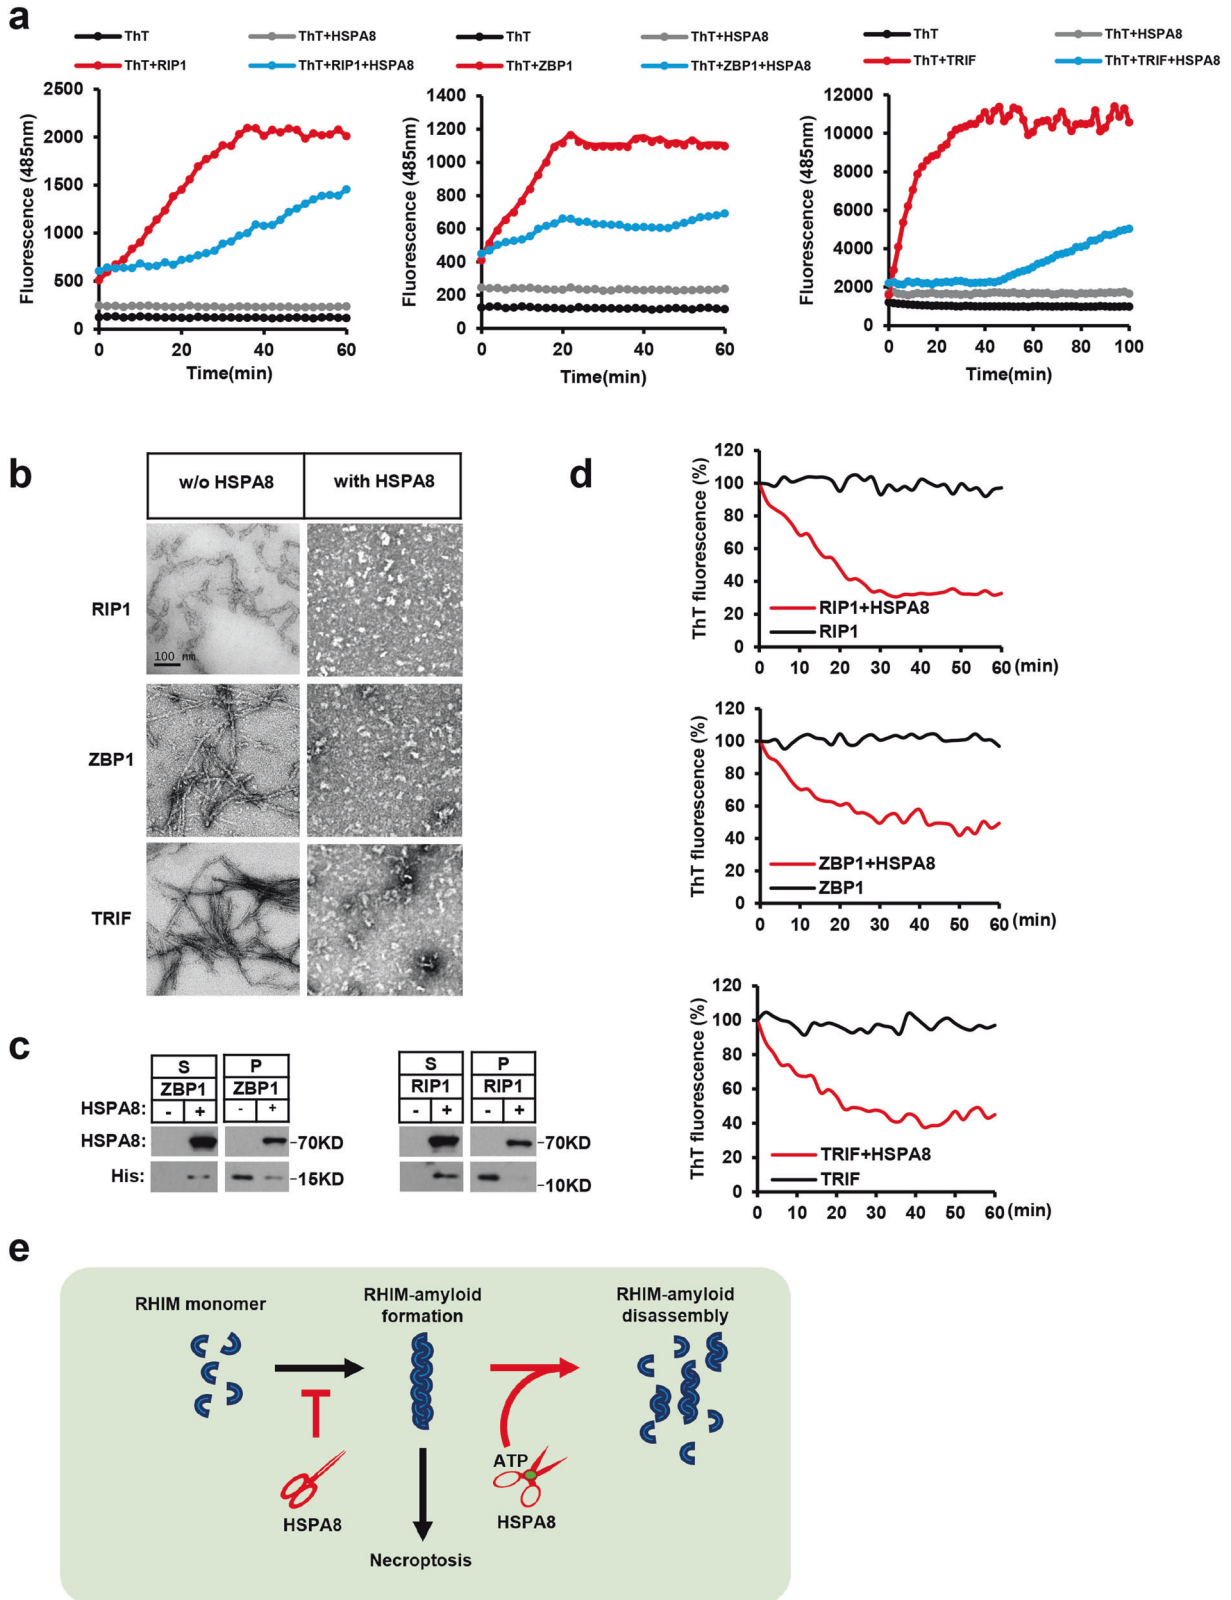 a
ThT
ThT+HSPA8
ThT+RIP1
ThT+RIP1+HSPA8
Fluorescence (485nm)
2500
2000
1500
1000
500
0
0 20 40 60
Time(min)
ThT
ThT+HSPA8
ThT+ZBP1
ThT+ZBP1+HSPA8
Fluorescence (485nm)
1400
1200
1000
800
600
400
200
0
0 20 40 60
Time(min)
ThT
ThT+HSPA8
ThT+TRIF
ThT+TRIF+HSPA8
Fluorescence (485nm)
12000
10000
8000
6000
4000
2000
0
0 20 40 60 80 100
Time(min)
b
w/o HSPA8 with HSPA8
RIP1
100 nm
ZBP1
TRIF
c
S P
ZBP1 ZBP1
HSPA8: - + - +
HSPA8: -70KD
His: -15KD
S P
RIP1 RIP1
- + - +
-70KD
-10KD
d
ThT fluorescence (%)
120
100
80
60
40
20
0
RIP1+HSPA8
RIP1
0 10 20 30 40 50 60 (min)
ThT fluorescence (%)
120
100
80
60
40
20
0
ZBP1+HSPA8
ZBP1
0 10 20 30 40 50 60 (min)
ThT fluorescence (%)
120
100
80
60
40
20
0
TRIF+HSPA8
TRIF
0 10 20 30 40 50 60 (min)
e
RHIM monomer
RHIM-amyloid
formation
RHIM-amyloid
disassembly
HSPA8
ATP
HSPA8
Necroptosis